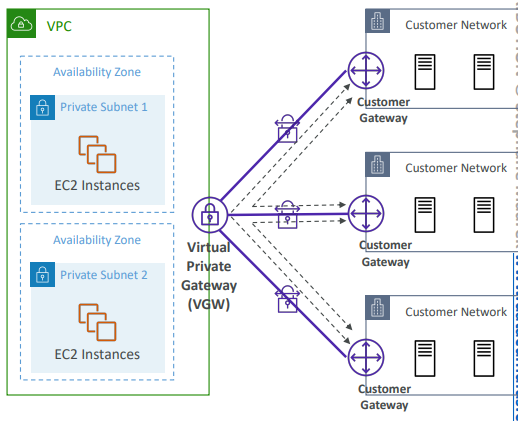 VPC
Availability Zone
Private Subnet 1
EC2 Instances
Availability Zone
Private Subnet 2
EC2 Instances
Virtual
Private
Gateway
(VGW)
Customer Network
Customer
Gateway
Customer Network
Customer
Gateway
Customer Network
Customer
Gateway